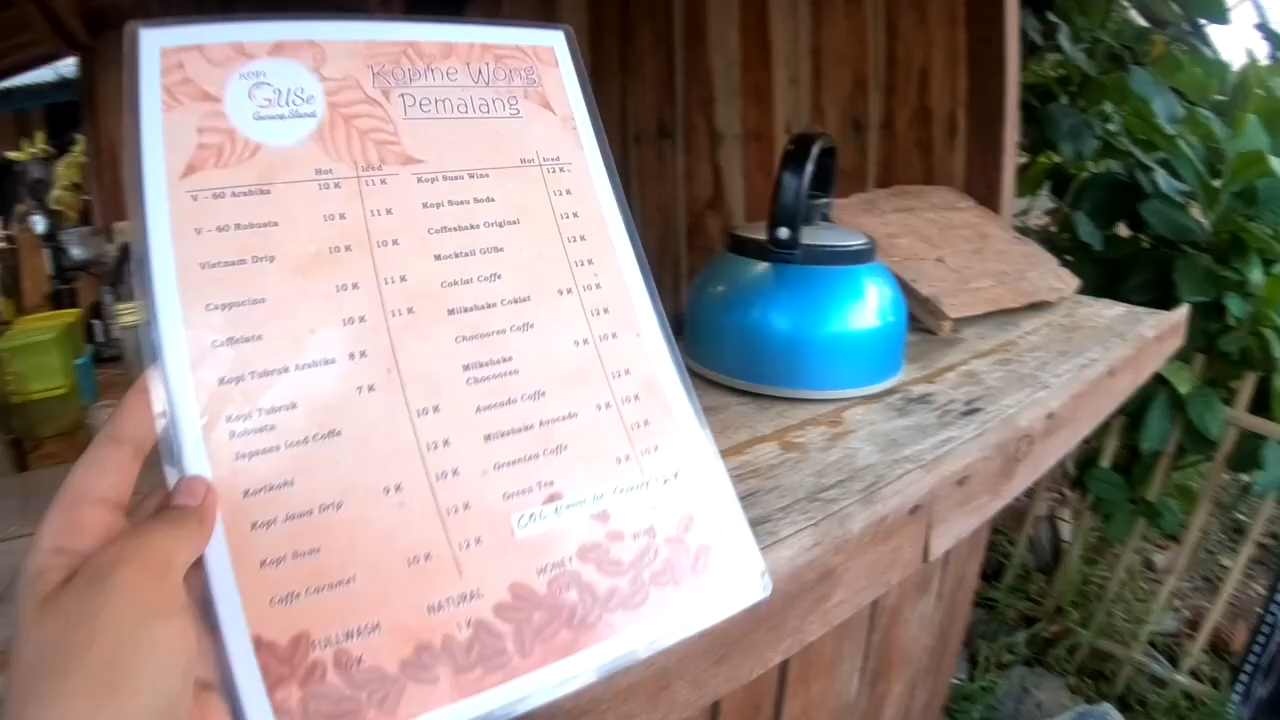 KOPI
GUSe
Kopine Wong
Pemalang
Hot Iced
V - 60 Arabika 10 K 11 K
V - 60 Robusta 10 K 11 K
Vietnam Drip 10 K 10 K
Cappucino 10 K 11 K
Coffelate 10 K 11 K
Kopi Tubruk Arabika 8 K
Kopi Tubruk 7 K
Robusta
Japanes Iced Coffe 10 K
Korikohi 12 K
Kopi Jawa Drip 9 K 10 K
Kopi Susu 12 K
Coffe Caramel 10 K 12 K
Hot Iced
Kopi Susu Wine 12 K
Kopi Susu Soda 12 K
Coffeshake Original 12 K
Mocktail GUSe 12 K
Coklat Coffe 12 K
Milkshake Coklat 9 K 10 K
Chocooreo Coffe 12 K
Milkshake 9 K 10 K
Chocooreo
Avocado Coffe 12 K
Milkshake Avocado 9 K 10 K
Greentea Coffe 12 K
Green Tea 9 K 10 K
FULLWASH
NATURAL
HONEY